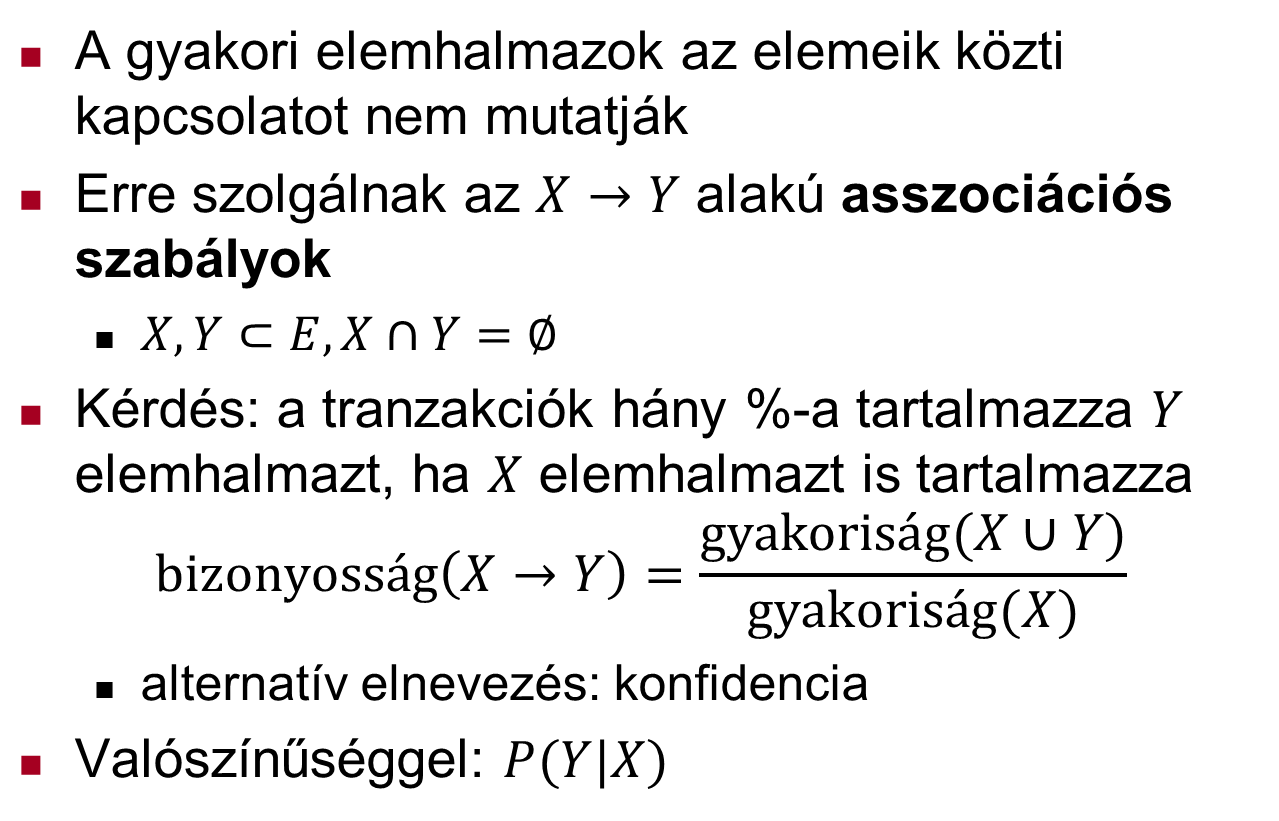 ▪ A gyakori elemhalmazok az elemeik közti
kapcsolatot nem mutatják
▪ Erre szolgálnak az X → Y alakú asszociációs
szabályok
▪ X, Y ⊂ E, X ∩ Y = ∅
▪ Kérdés: a tranzakciók hány %-a tartalmazza Y
elemhalmazt, ha X elemhalmazt is tartalmazza
bizonyosság(X → Y) = gyakoriság(X ∪ Y) / gyakoriság(X)
▪ alternatív elnevezés: konfidencia
▪ Valószínűséggel: P(Y|X)